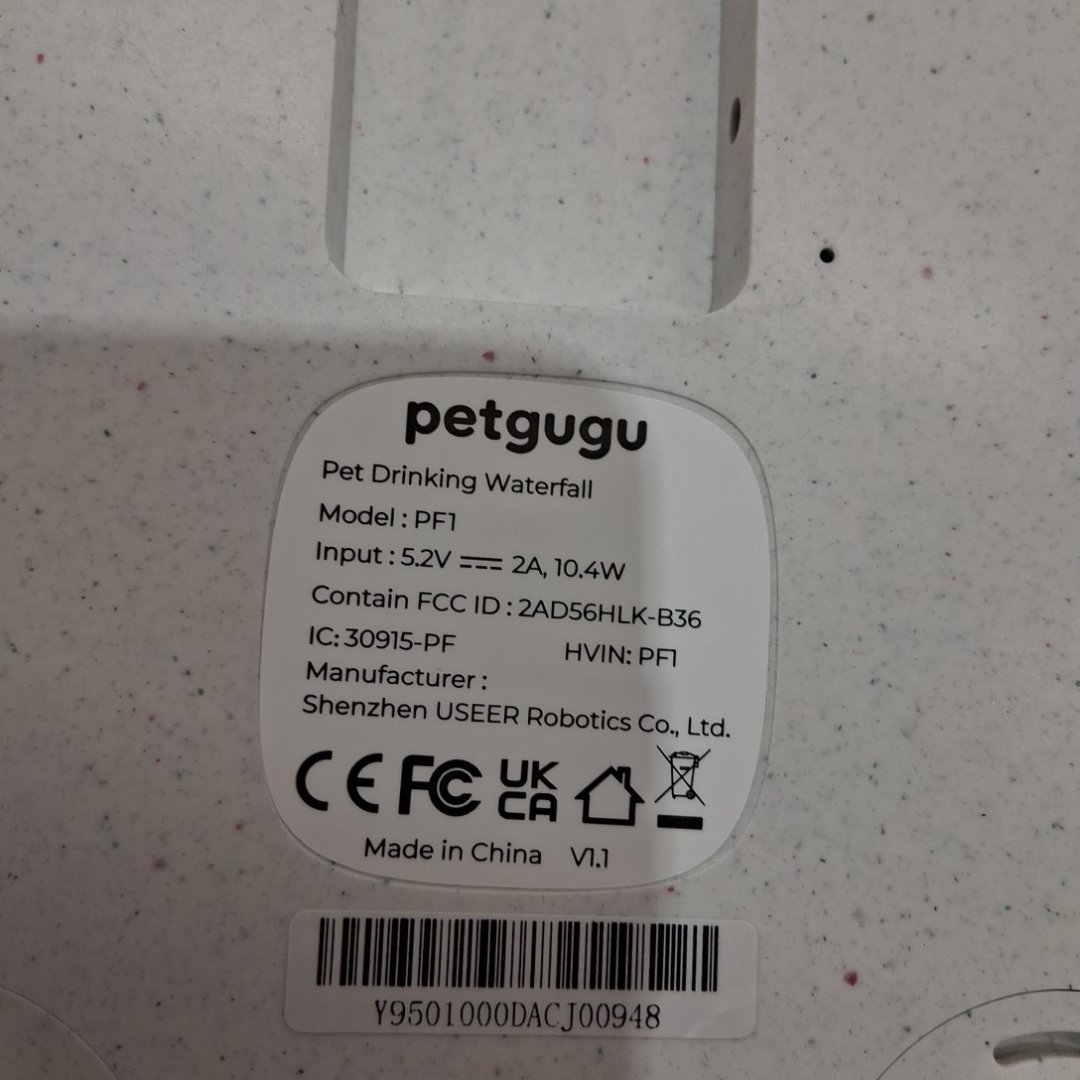 petgugu
Pet Drinking Waterfall
Model : PF1
Input : 5.2V ⎓ 2A, 10.4W
Contain FCC ID : 2AD56HLK-B36
IC: 30915-PF HVIN: PF1
Manufacturer :
Shenzhen USEER Robotics Co., Ltd.
CE FC UK CA
Made in China V1.1
Y9501000DACJ00948